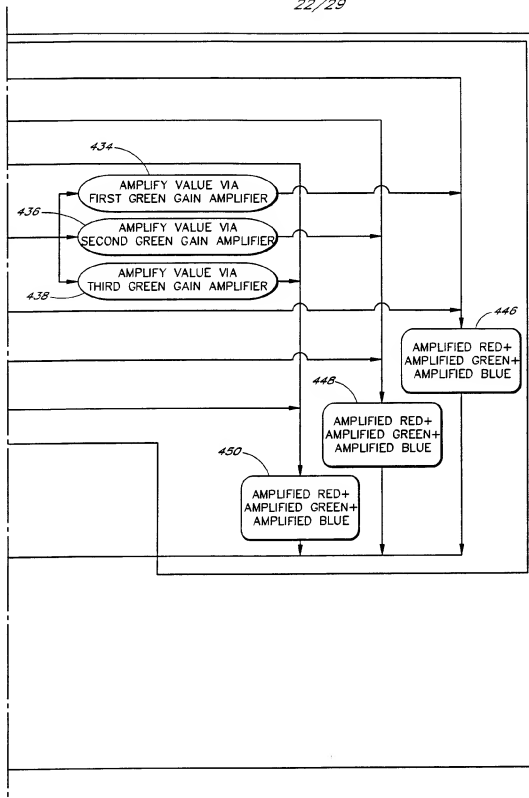 22/29
434
AMPLIFY VALUE VIA
FIRST GREEN GAIN AMPLIFIER
436
AMPLIFY VALUE VIA
SECOND GREEN GAIN AMPLIFIER
AMPLIFY VALUE VIA
THIRD GREEN GAIN AMPLIFIER
438
446
AMPLIFIED RED+
AMPLIFIED GREEN+
AMPLIFIED BLUE
448
AMPLIFIED RED+
AMPLIFIED GREEN+
AMPLIFIED BLUE
450
AMPLIFIED RED+
AMPLIFIED GREEN+
AMPLIFIED BLUE